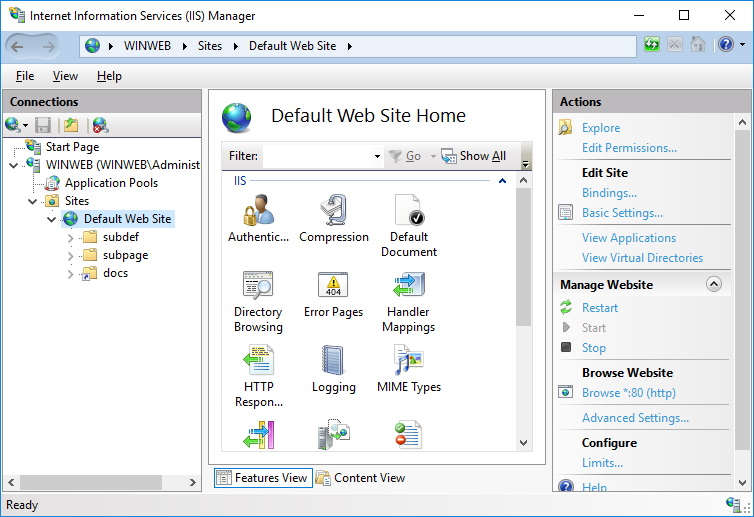 Internet Information Services (IIS) Manager
WINWEB
Sites
Default Web Site
File View Help
Connections
Start Page
WINWEB (WINWEB\Administ
Application Pools
Sites
Default Web Site
subdef
subpage
docs
Default Web Site Home
Filter: Go Show All
IIS
Authentic... Compression Default
Document
Directory
Browsing Error Pages Handler
Mappings
404
HTTP
Respon... Logging MIME Types
Features View Content View
Actions
Explore
Edit Permissions...
Edit Site
Bindings...
Basic Settings...
View Applications
View Virtual Directories
Manage Website
Restart
Start
Stop
Browse Website
Browse *:80 (http)
Advanced Settings...
Configure
Limits...
Help
Ready